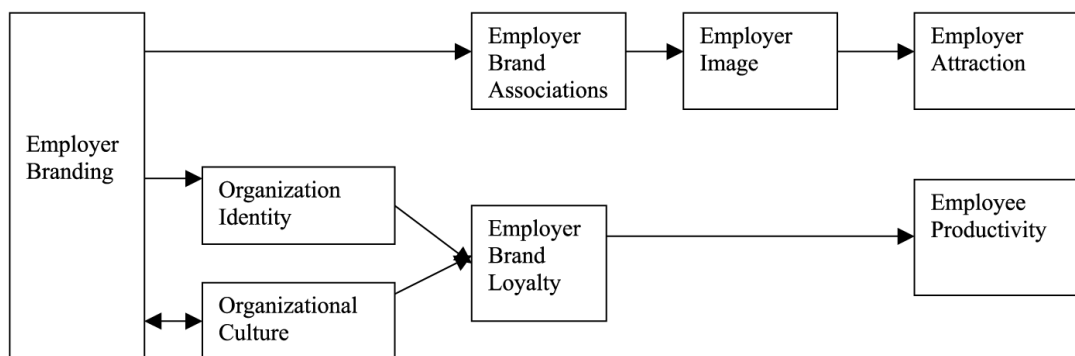 Employer
Branding
Employer
Brand
Associations
Employer
Image
Employer
Attraction
Organization
Identity
Organizational
Culture
Employer
Brand
Loyalty
Employee
Productivity